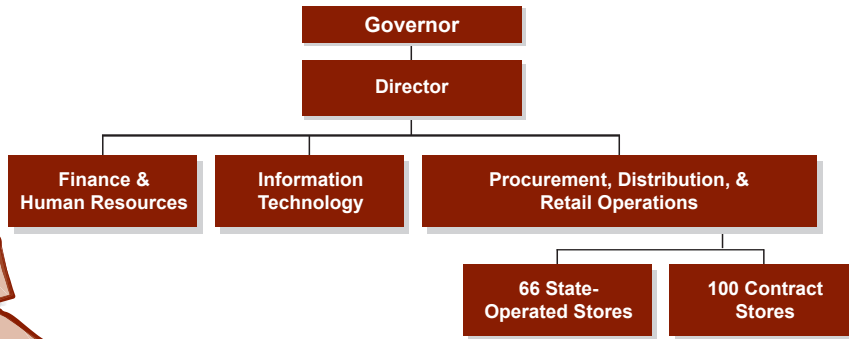 Governor
Director
Finance &
Human Resources
Information
Technology
Procurement, Distribution, &
Retail Operations
66 State-
Operated Stores
100 Contract
Stores